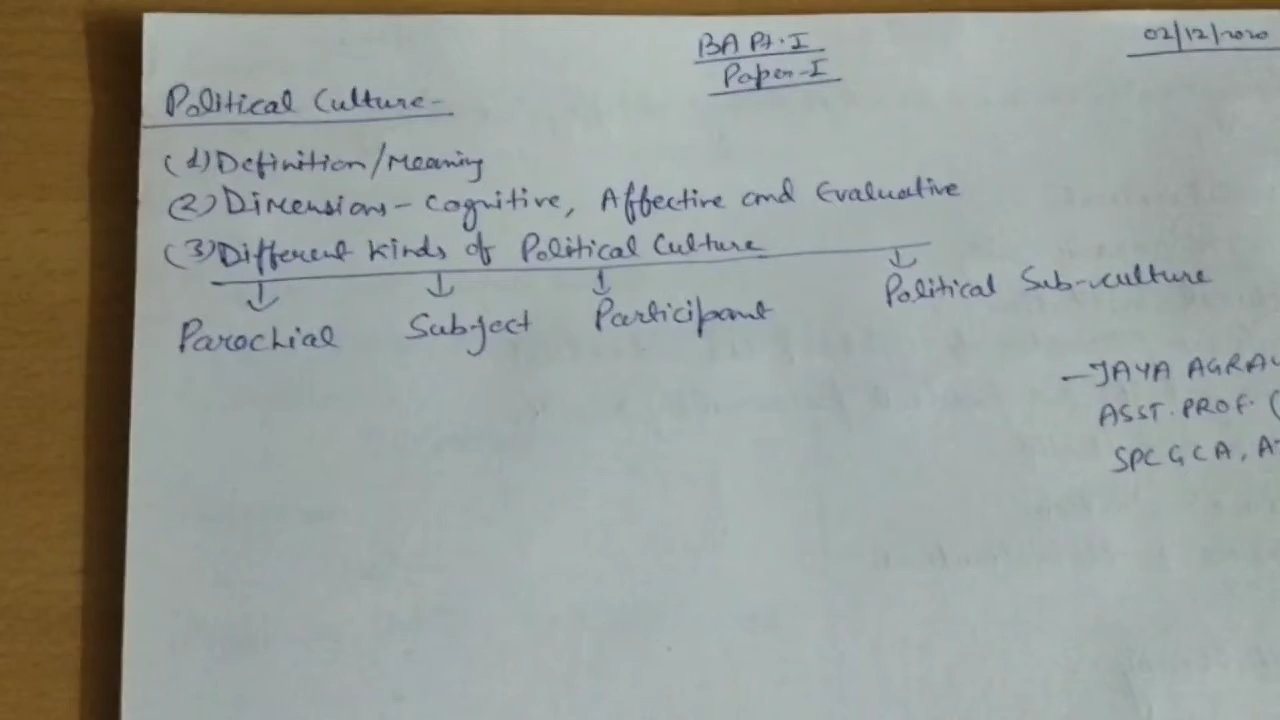 BA Pt. I
Paper-I
02/12/2020
Political Culture-
(1) Definition/Meaning
(2) Dimensions - Cognitive, Affective and Evaluative
(3) Different Kinds of Political Culture
Parochial Subject Participant Political Sub-culture
- JAYA
ASST. PROF. (
SPCGCA,